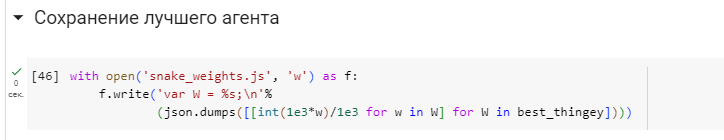 Сохранение лучшего агента
[46] with open('snake_weights.js', 'w') as f:
0 f.write('var W = %s;\n'%
сек. (json.dumps([[int(1e3*w)/1e3 for w in W] for W in best_thingey])))